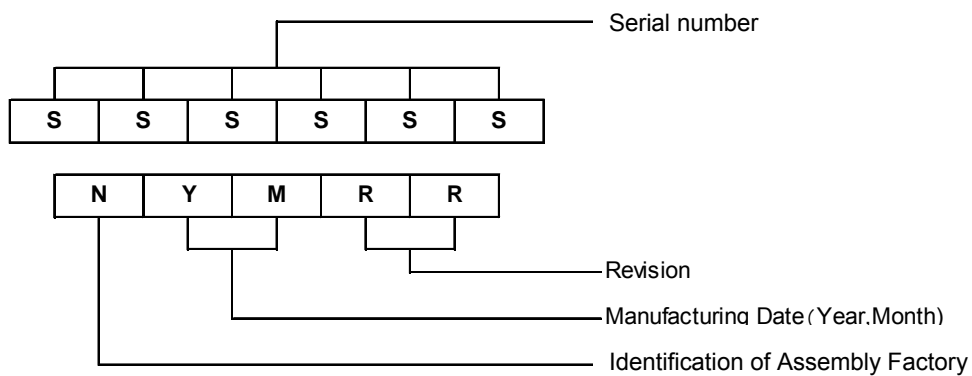 Serial number
S S S S S S
N Y M R R
Revision
Manufacturing Date(Year,Month)
Identification of Assembly Factory